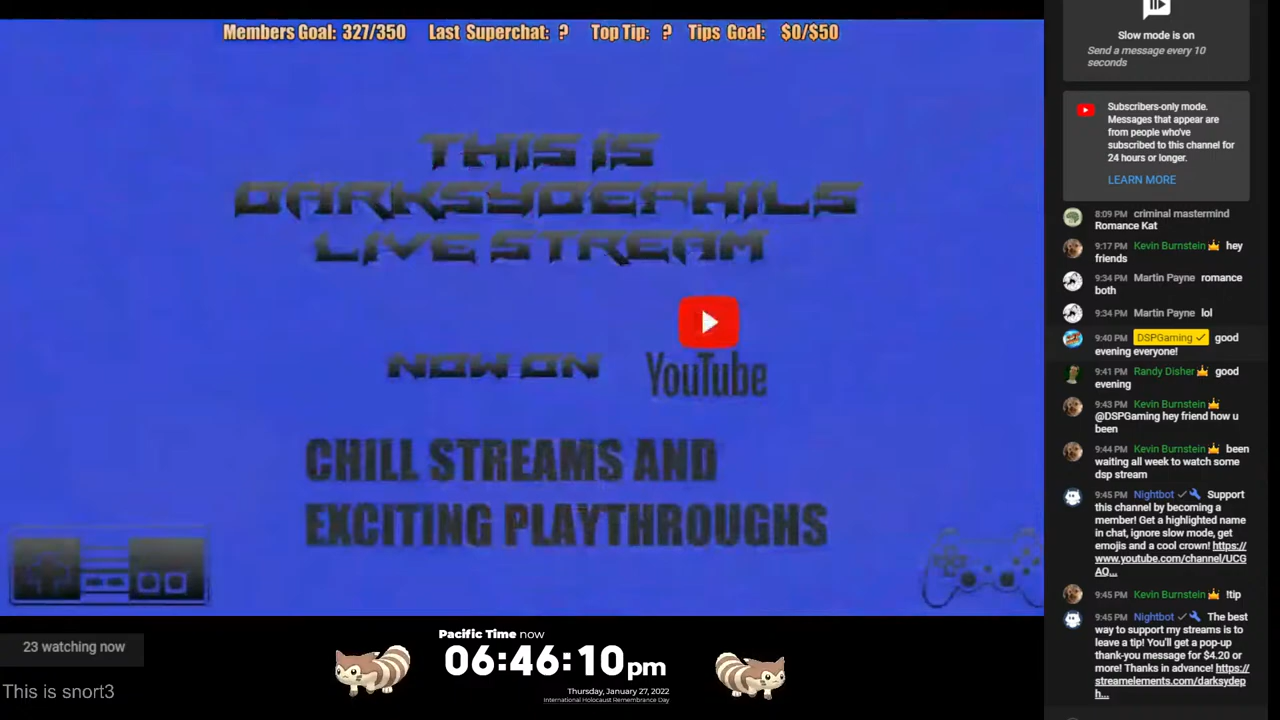 Members Goal: 327/350 Last Superchat: ? Top Tip: ? Tips Goal: $0/$50
THIS IS
DARKSYDEPHILS
LIVE STREAM
NOW ON YouTube
CHILL STREAMS AND
EXCITING PLAYTHROUGHS
23 watching now
This is snort3
Pacific Time now
06:46:10pm
Thursday, January 27, 2022
International Holocaust Remembrance Day
Slow mode is on
Send a message every 10
seconds
Subscribers-only mode.
Messages that appear are
from people who've
subscribed to this channel for
24 hours or longer.
LEARN MORE
8:09 PM criminal mastermind
Romance Kat
9:17 PM Kevin Burnstein hey
friends
9:34 PM Martin Payne romance
both
9:34 PM Martin Payne lol
9:40 PM DSPGaming good
evening everyone!
9:41 PM Randy Disher good
evening
9:43 PM Kevin Burnstein
@DSPGaming hey friend how u
been
9:44 PM Kevin Burnstein been
waiting all week to watch some
dsp stream
9:45 PM Nightbot Support
this channel by becoming a
member! Get a highlighted name
in chat, ignore slow mode, get
emojis and a cool crown! https://
www.youtube.com/channel/UCG
AQ...
9:45 PM Kevin Burnstein !tip
9:45 PM Nightbot The best
way to support my streams is to
leave a tip! You'll get a pop-up
thank-you message for $4.20 or
more! Thanks in advance! https://
streamelements.com/darksydep
h...